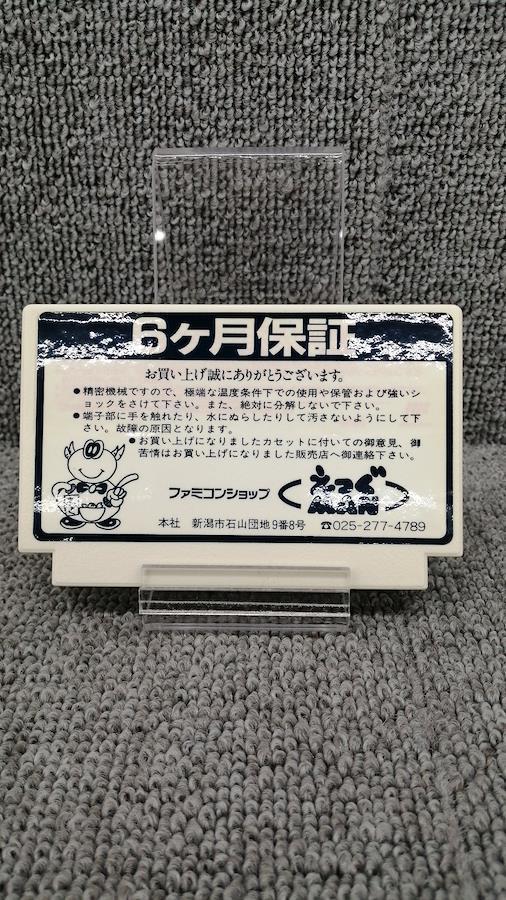 6ケ月保証
お買い上げ誠にありがとうございます。
●精密機械ですので、極端な温度条件下での使用や保管および強いシ
ョックをさけて下さい。また、絶対に分解しないで下さい。
●端子部に手を触れたり、水にぬらしたりして汚さないようにして下
さい。故障の原因となります。
●お買い上げになりましたカセットに付いての御意見、御
苦情はお買い上げになりました販売店へ御連絡下さい。
ファミコンショップ
えっぐ
MAN
本社 新潟市石山団地9番8号 ☎025-277-4789